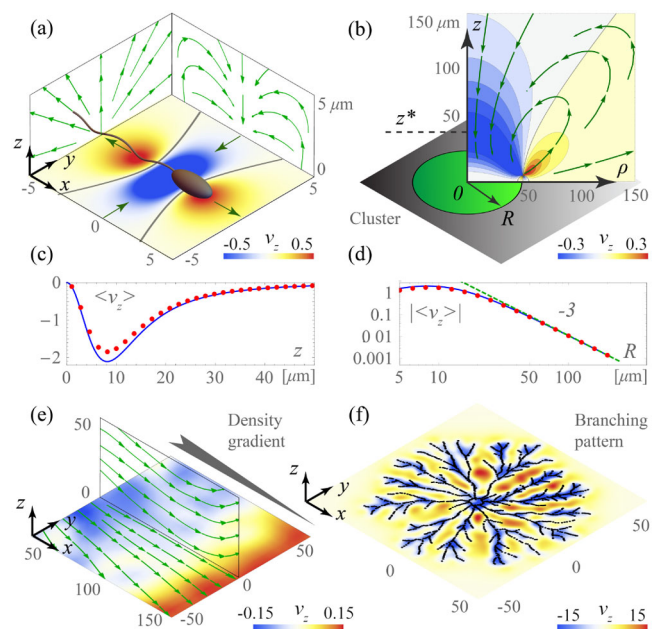 (a)
5 μm
0
z
y
x
-5
0
5
5
-5
-0.5 v_z 0.5
(b)
150 μm
z
100
50
z*
0
R
ρ
50
100
150
Cluster
-0.3 v_z 0.3
(c)
0
-1
-2
<v_z>
z
0 10 20 40 [μm]
(d)
1
0.1
0 01
0.001
|<v_z>|
-3
R
5 10 50 100 [μm]
(e)
50
Density
gradient
0
z
y
x
50
100
150
-50
0
50
-0.15 v_z 0.15
(f)
Branching
pattern
z
y
x
-50
0
50
-50
0
50
-15 v_z 15